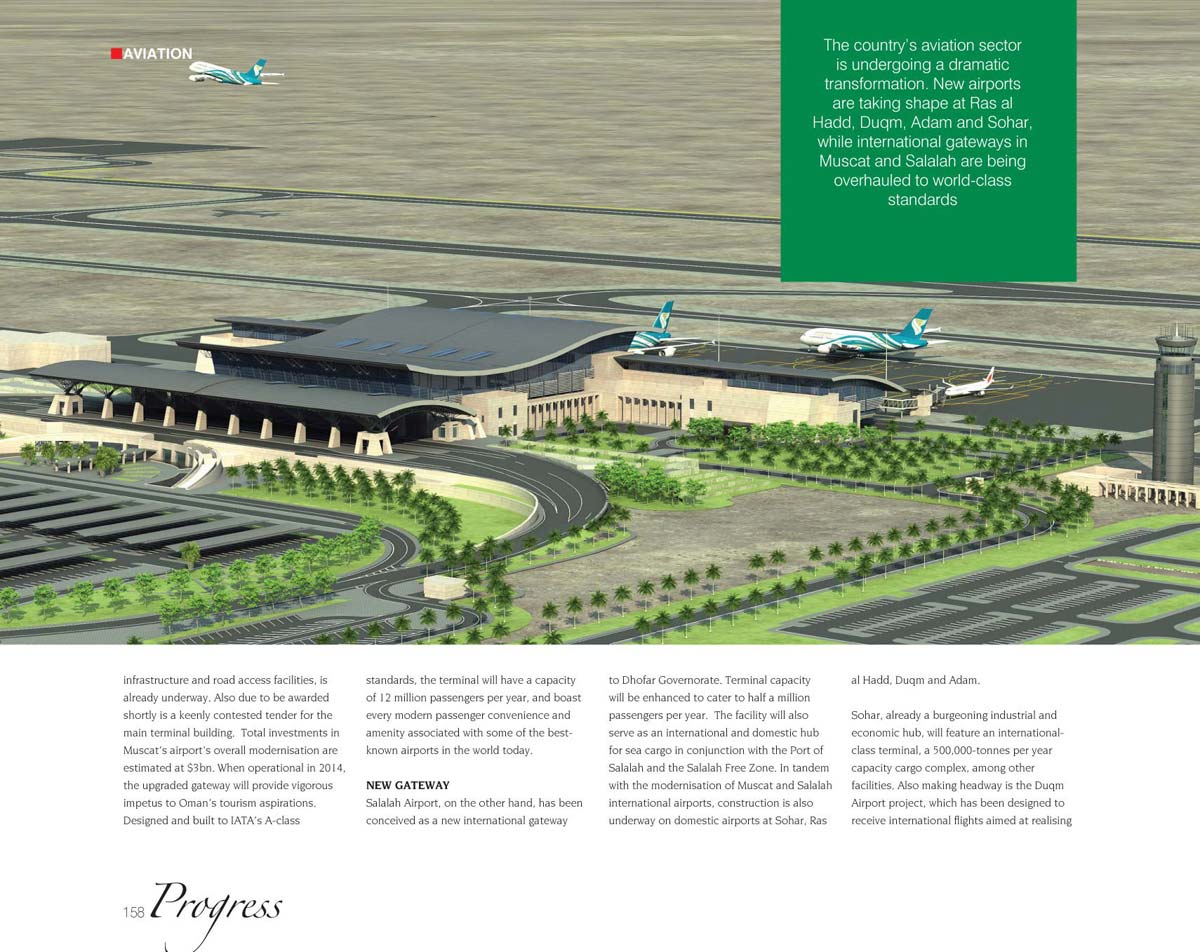 AVIATION
The country's aviation sector
is undergoing a dramatic
transformation. New airports
are taking shape at Ras al
Hadd, Duqm, Adam and Sohar,
while international gateways in
Muscat and Salalah are being
overhauled to world-class
standards
infrastructure and road access facilities, is
already underway. Also due to be awarded
shortly is a keenly contested tender for the
main terminal building.  Total investments in
Muscat's airport's overall modernisation are
estimated at $3bn. When operational in 2014,
the upgraded gateway will provide vigorous
impetus to Oman's tourism aspirations.
Designed and built to IATA's A-class
standards, the terminal will have a capacity
of 12 million passengers per year, and boast
every modern passenger convenience and
amenity associated with some of the best-
known airports in the world today.
NEW GATEWAY
Salalah Airport, on the other hand, has been
conceived as a new international gateway
to Dhofar Governorate. Terminal capacity
will be enhanced to cater to half a million
passengers per year.  The facility will also
serve as an international and domestic hub
for sea cargo in conjunction with the Port of
Salalah and the Salalah Free Zone. In tandem
with the modernisation of Muscat and Salalah
international airports, construction is also
underway on domestic airports at Sohar, Ras
al Hadd, Duqm and Adam.
Sohar, already a burgeoning industrial and
economic hub, will feature an international-
class terminal, a 500,000-tonnes per year
capacity cargo complex, among other
facilities. Also making headway is the Duqm
Airport project, which has been designed to
receive international flights aimed at realising
158 Progress